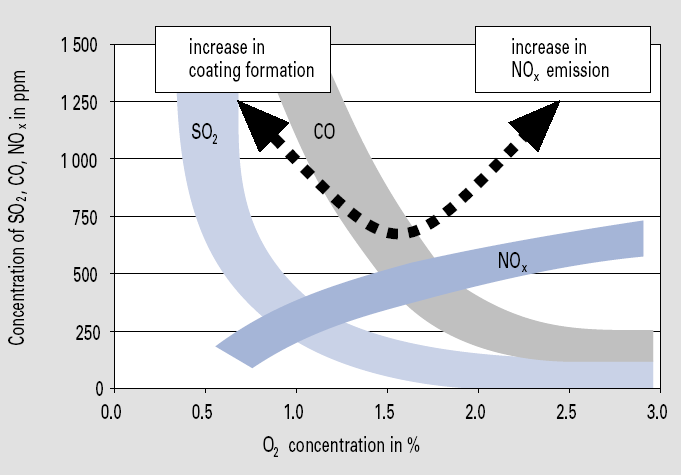 increase in
coating formation
increase in
NOx emission
Concentration of SO2, CO, NOx in ppm
1 500
1 250
1 000
750
500
250
0
SO2
CO
NOx
0.0 0.5 1.0 1.5 2.0 2.5 3.0
O2 concentration in %